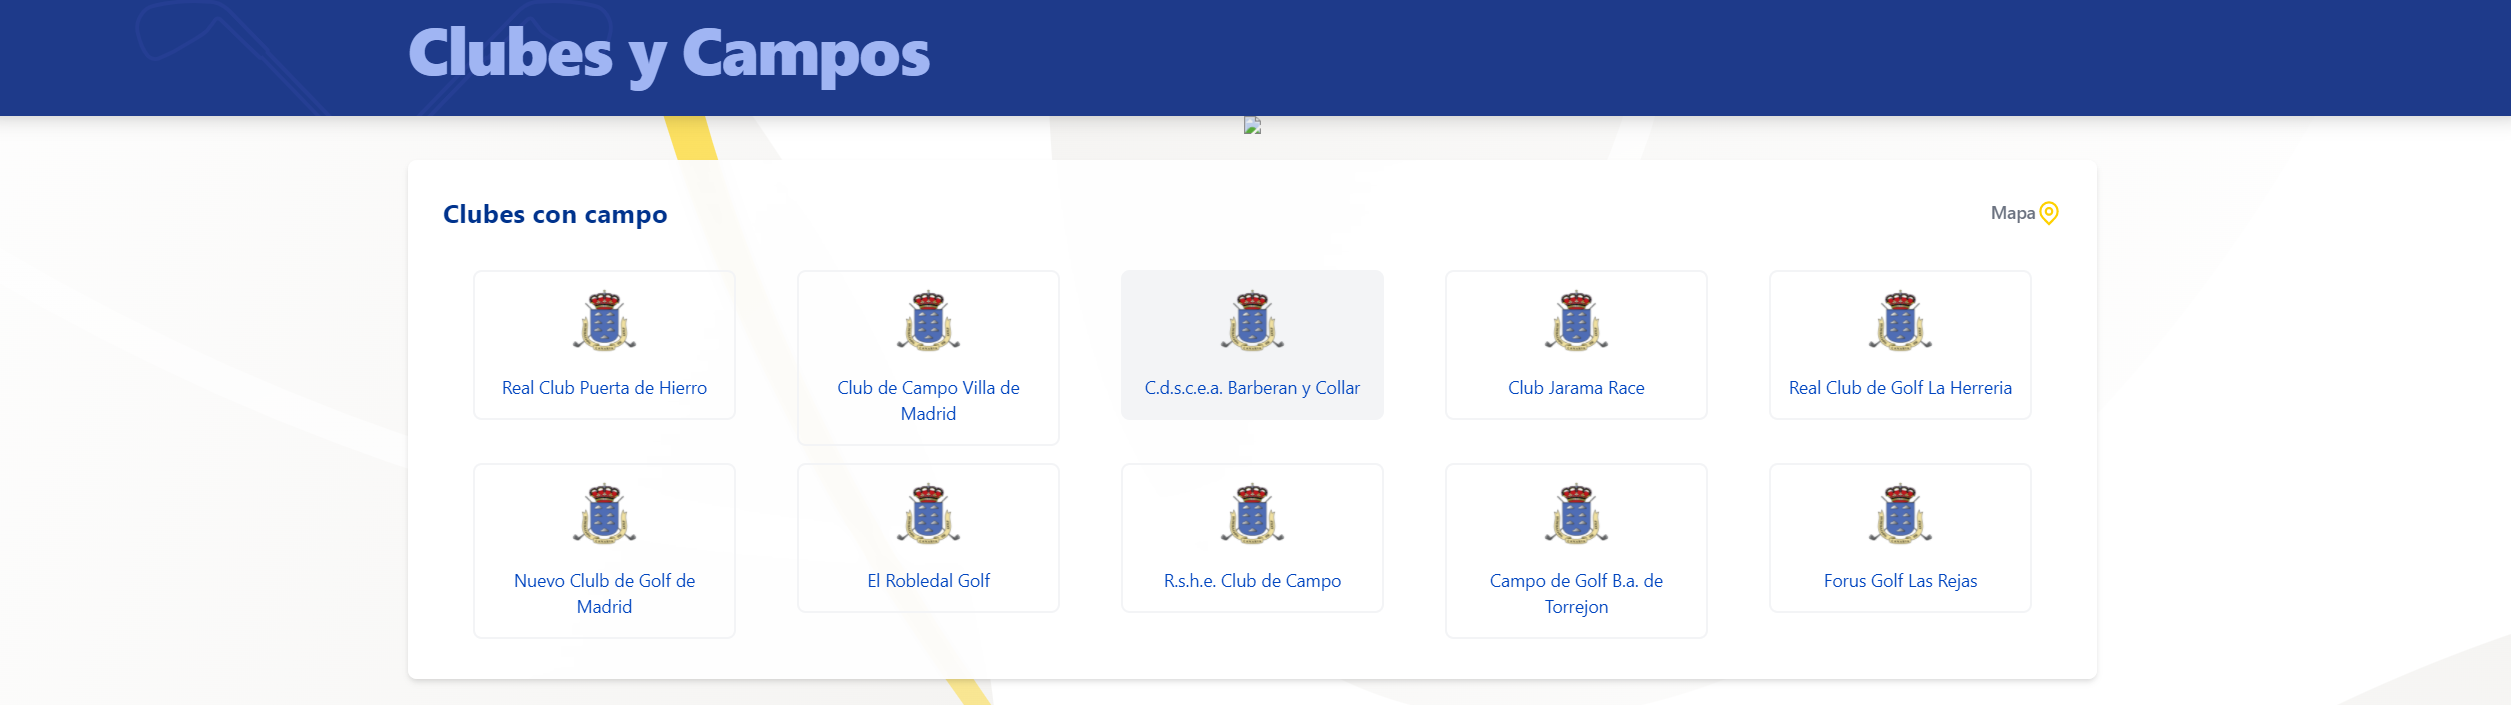 Clubes y Campos
Clubes con campo
Mapa
Real Club Puerta de Hierro
Club de Campo Villa de
Madrid
C.d.s.c.e.a. Barberan y Collar
Club Jarama Race
Real Club de Golf La Herreria
Nuevo Clulb de Golf de
Madrid
El Robledal Golf
R.s.h.e. Club de Campo
Campo de Golf B.a. de
Torrejon
Forus Golf Las Rejas